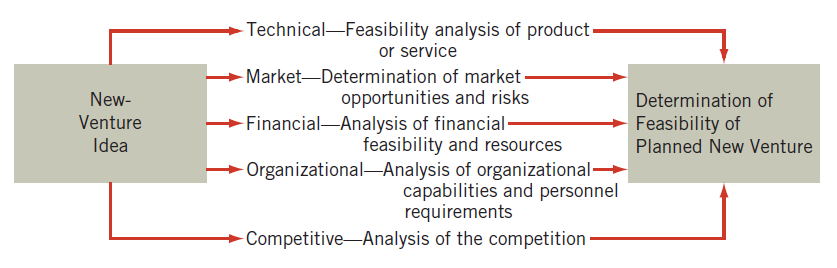 New-
Venture
Idea
Technical—Feasibility analysis of product
or service
Market—Determination of market
opportunities and risks
Financial—Analysis of financial
feasibility and resources
Organizational—Analysis of organizational
capabilities and personnel
requirements
Competitive—Analysis of the competition
Determination of
Feasibility of
Planned New Venture